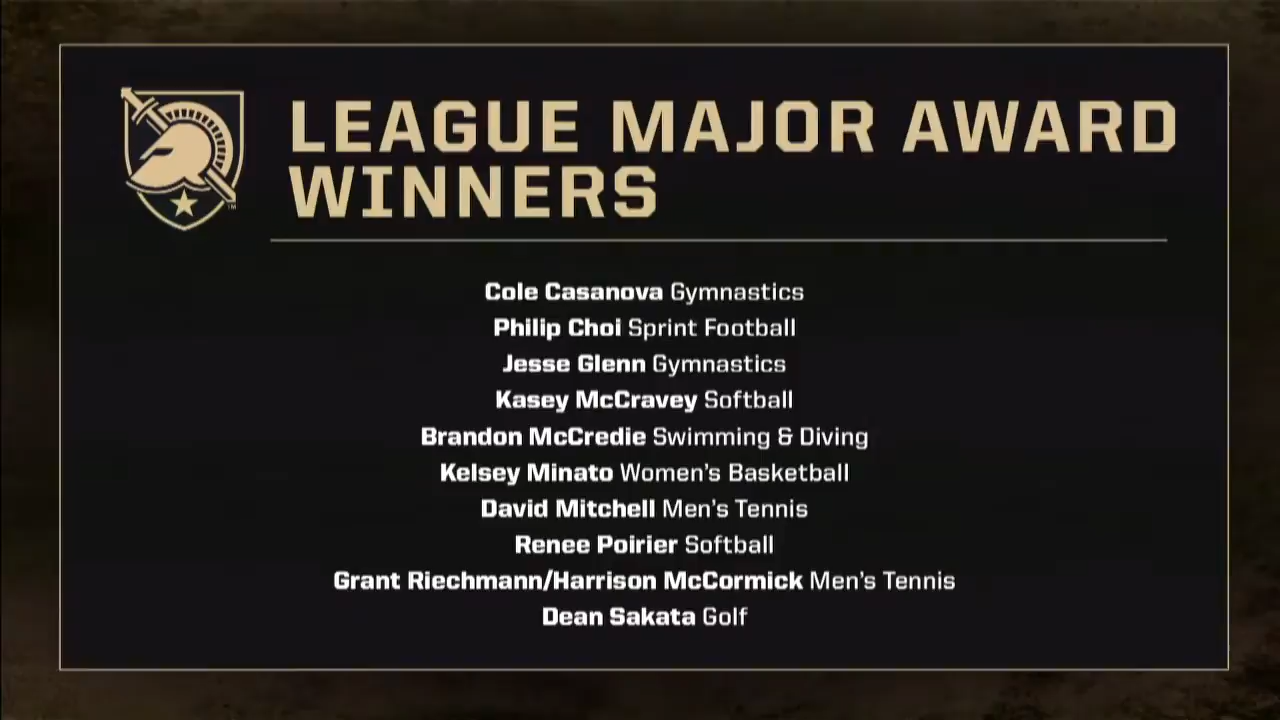 LEAGUE MAJOR AWARD
WINNERS
TM
Cole Casanova Gymnastics
Philip Choi Sprint Football
Jesse Glenn Gymnastics
Kasey McCravey Softball
Brandon McCredie Swimming & Diving
Kelsey Minato Women's Basketball
David Mitchell Men's Tennis
Renee Poirier Softball
Grant Riechmann/Harrison McCormick Men's Tennis
Dean Sakata Golf